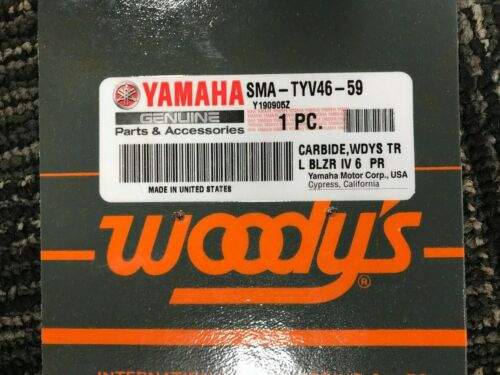 YAMAHA SMA-TYV46-59
Y190905Z
GENUINE
Parts & Accessories
1 PC.
CARBIDE,WDYS TR
L BLZR IV 6 PR
Yamaha Motor Corp., USA
Cypress, California
MADE IN UNITED STATES
woody's®